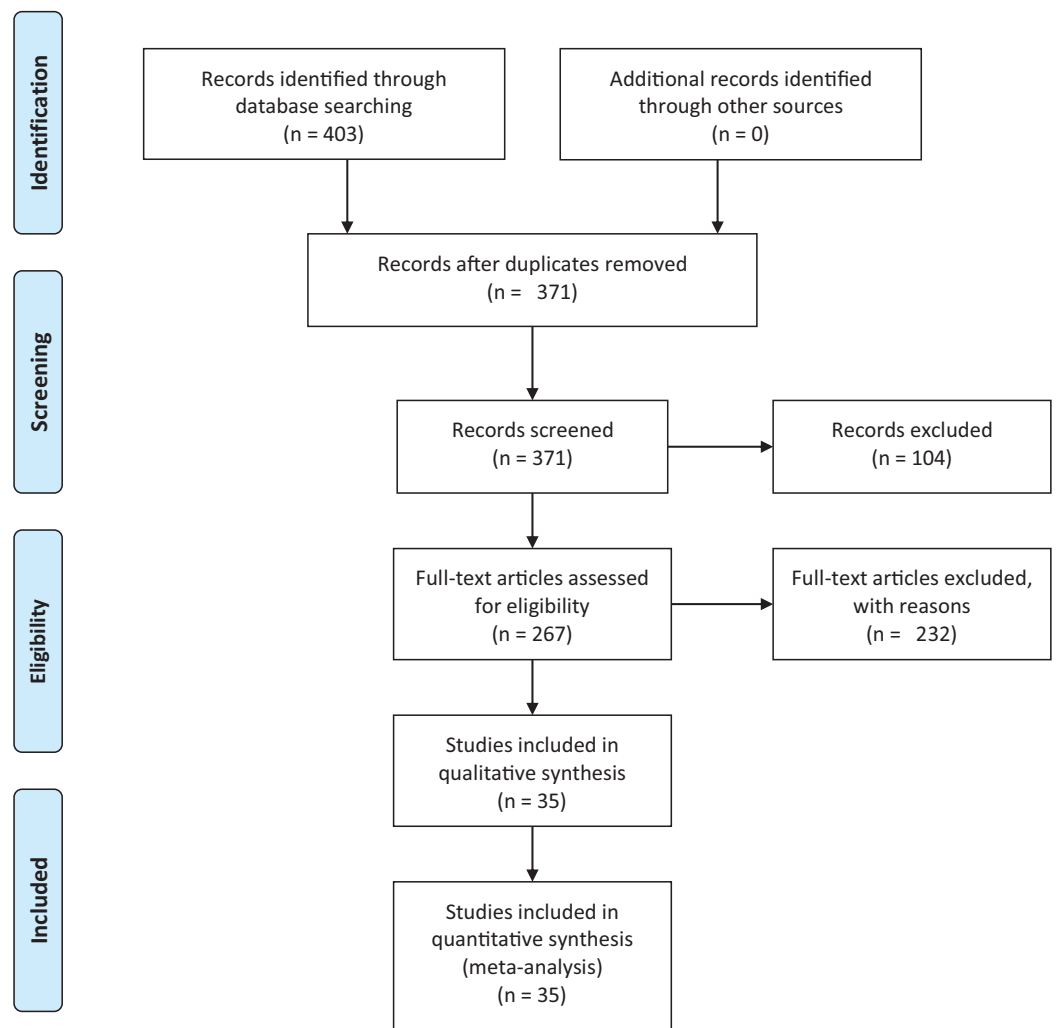 Identification
Records identified through
database searching
(n = 403)
Additional records identified
through other sources
(n = 0)
Records after duplicates removed
(n = 371)
Screening
Records screened
(n = 371)
Records excluded
(n = 104)
Eligibility
Full-text articles assessed
for eligibility
(n = 267)
Full-text articles excluded,
with reasons
(n = 232)
Studies included in
qualitative synthesis
(n = 35)
Included
Studies included in
quantitative synthesis
(meta-analysis)
(n = 35)